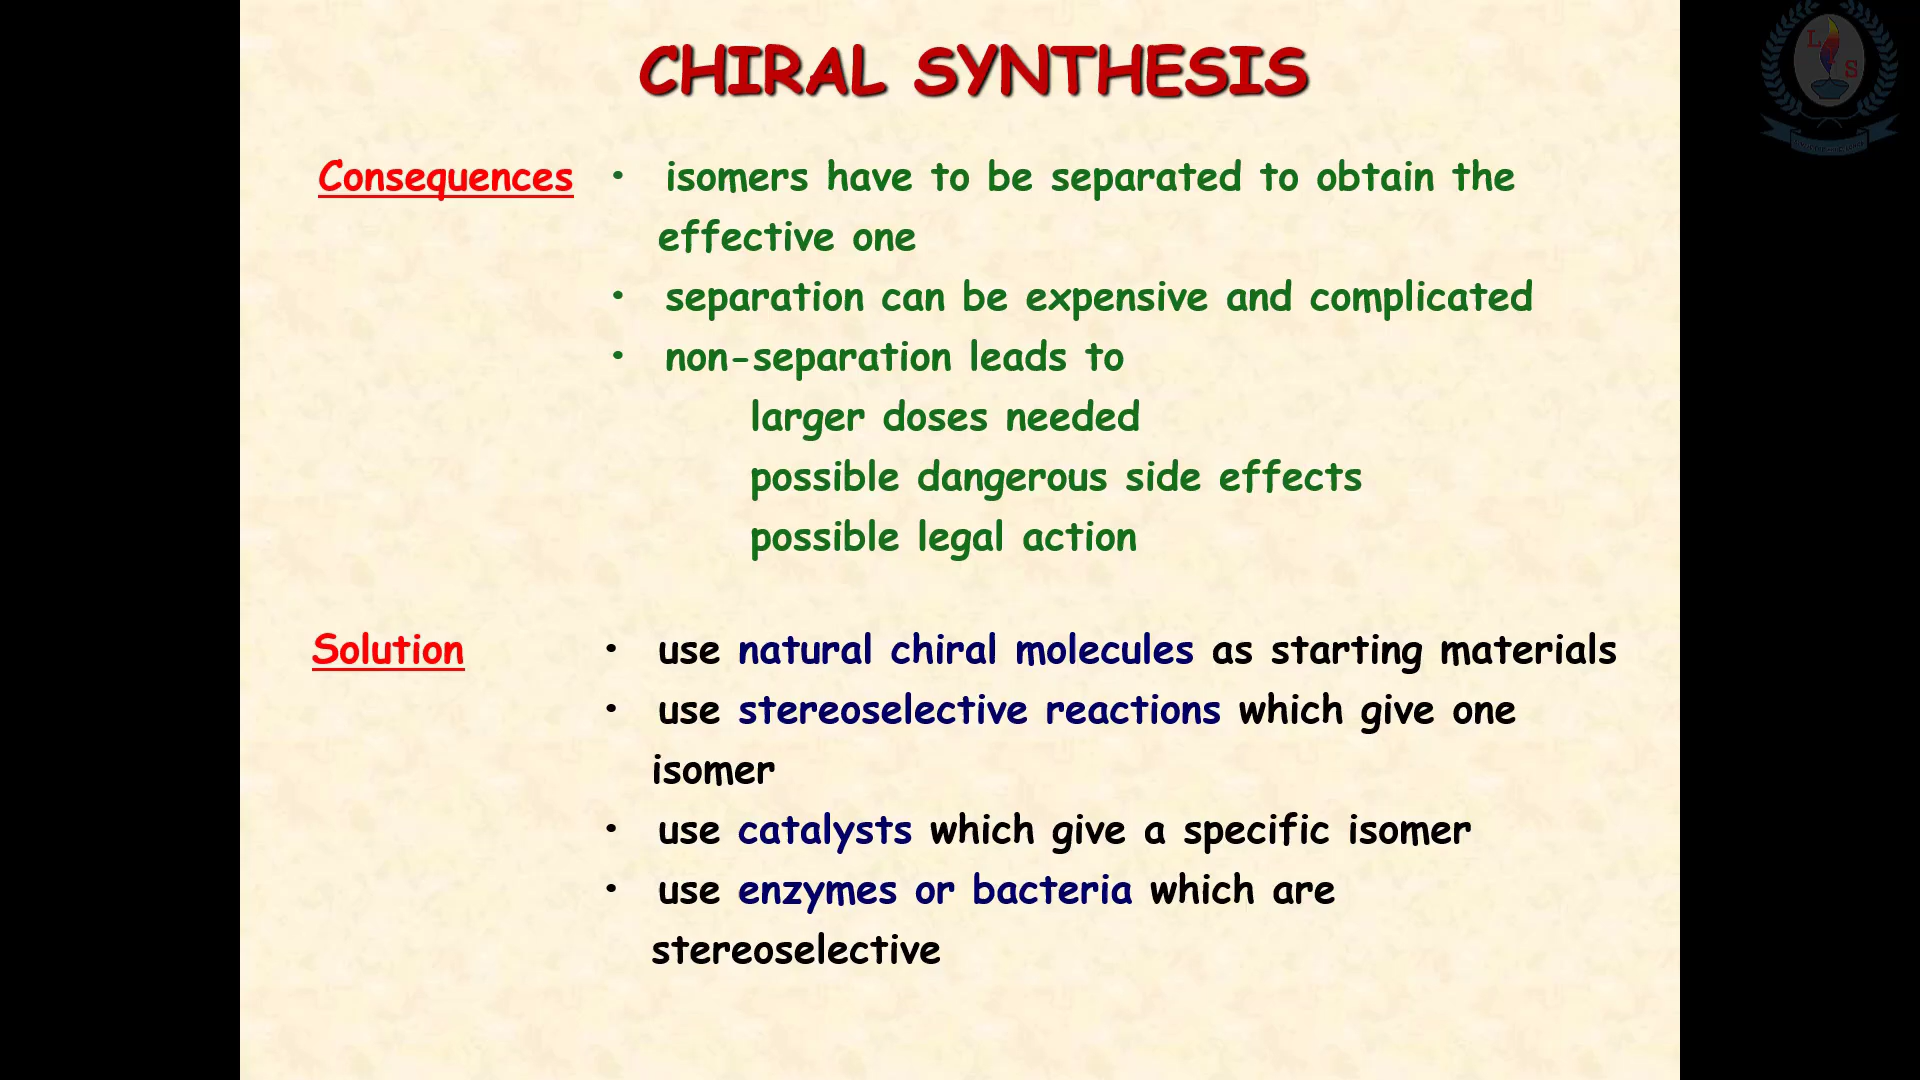 L
S
CHIRAL SYNTHESIS
Consequences • isomers have to be separated to obtain the
effective one
• separation can be expensive and complicated
• non-separation leads to
larger doses needed
possible dangerous side effects
possible legal action
Solution • use natural chiral molecules as starting materials
• use stereoselective reactions which give one
isomer
• use catalysts which give a specific isomer
• use enzymes or bacteria which are
stereoselective